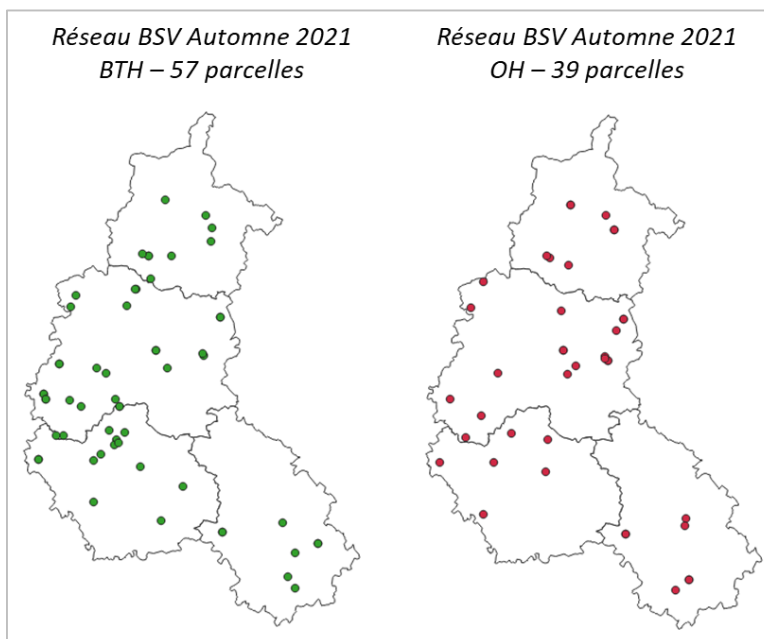 Réseau BSV Automne 2021
BTH – 57 parcelles
Réseau BSV Automne 2021
OH – 39 parcelles